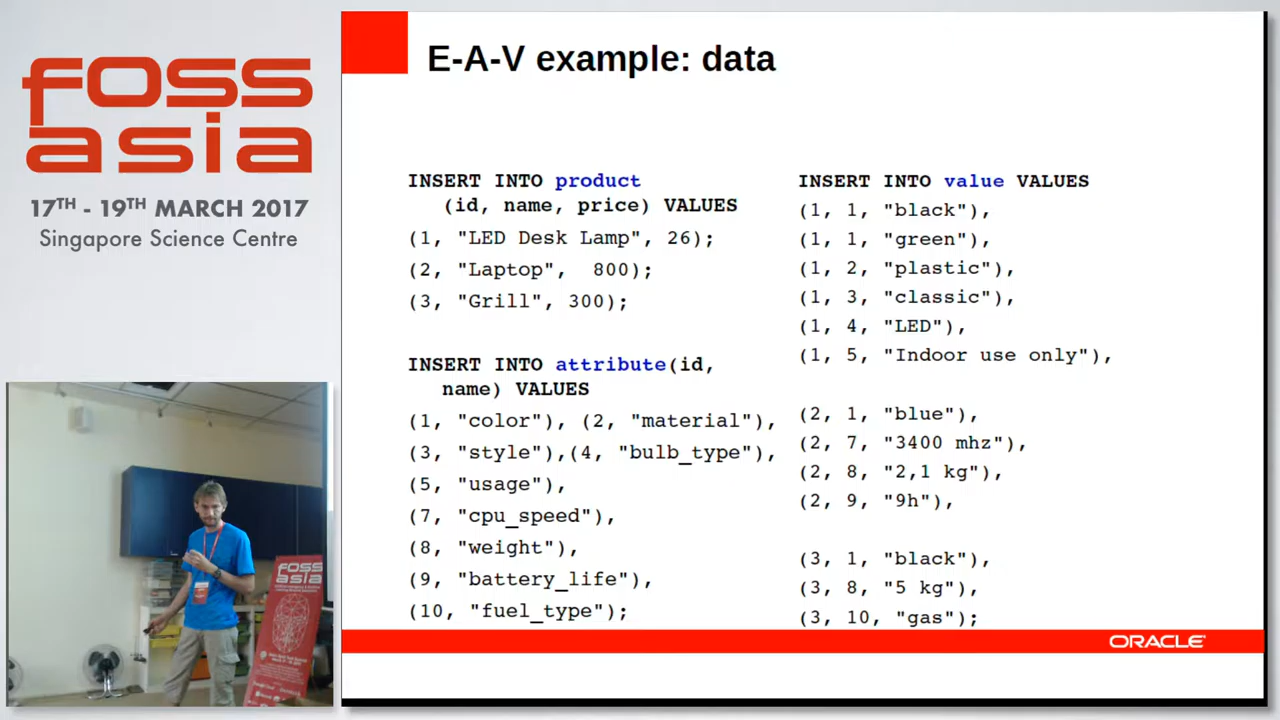 foss
asia
17TH - 19TH MARCH 2017
Singapore Science Centre
E-A-V example: data
INSERT INTO product
(id, name, price) VALUES
(1, "LED Desk Lamp", 26);
(2, "Laptop", 800);
(3, "Grill", 300);
INSERT INTO attribute(id,
name) VALUES
(1, "color"), (2, "material"),
(3, "style"),(4, "bulb_type"),
(5, "usage"),
(7, "cpu_speed"),
(8, "weight"),
(9, "battery_life"),
(10, "fuel_type");
INSERT INTO value VALUES
(1, 1, "black"),
(1, 1, "green"),
(1, 2, "plastic"),
(1, 3, "classic"),
(1, 4, "LED"),
(1, 5, "Indoor use only"),
(2, 1, "blue"),
(2, 7, "3400 mhz"),
(2, 8, "2,1 kg"),
(2, 9, "9h"),
(3, 1, "black"),
(3, 8, "5 kg"),
(3, 10, "gas");
ORACLE
foss
asia